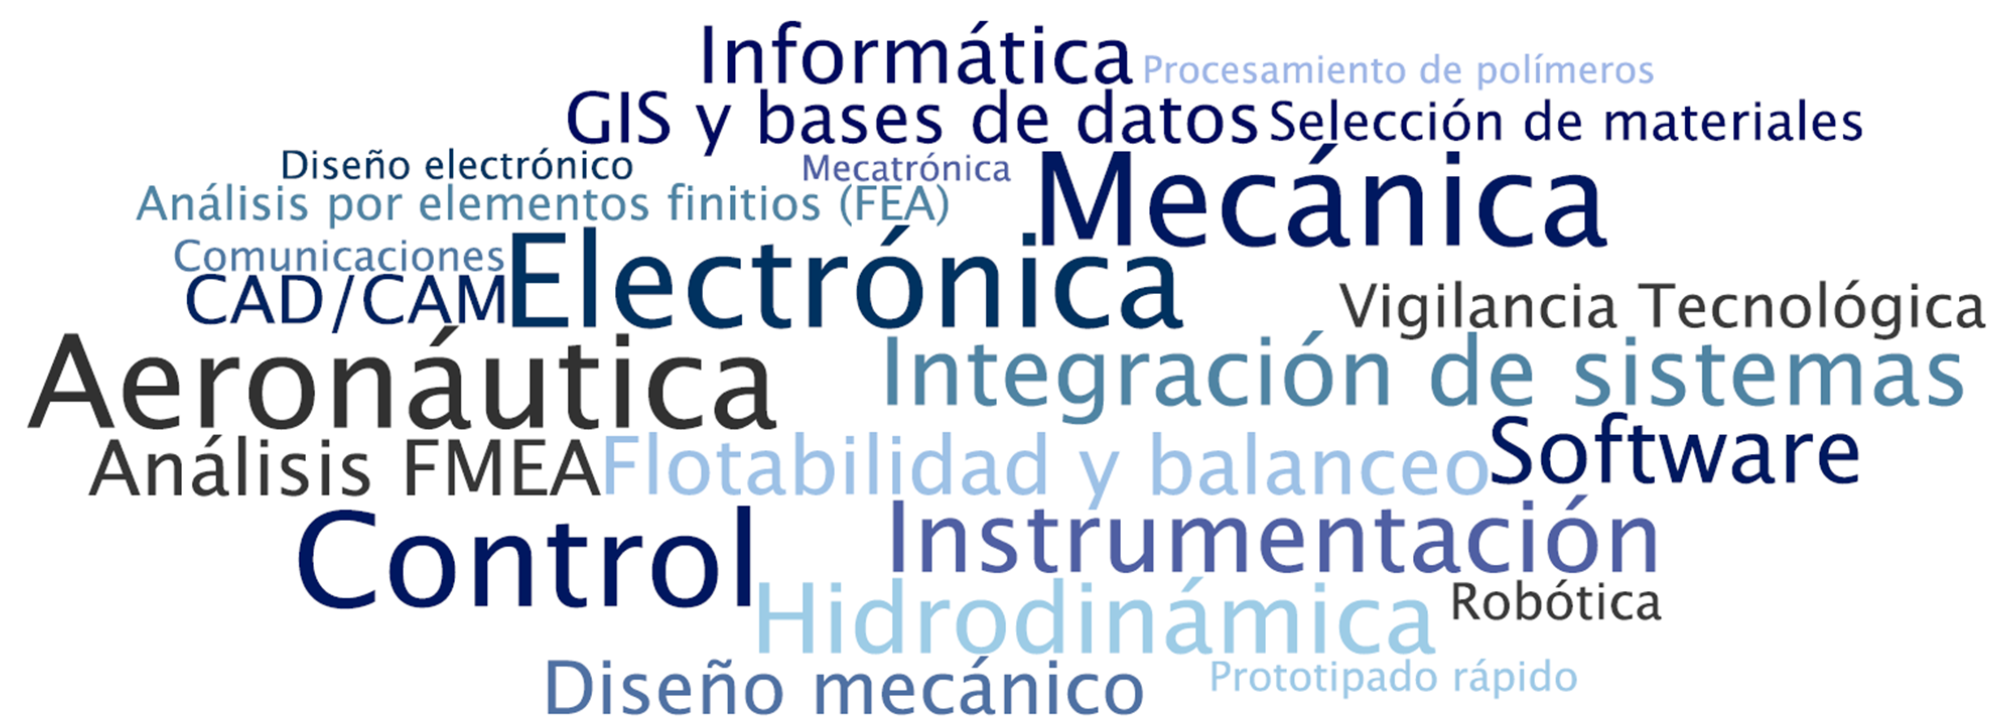 Informática
Procesamiento de polímeros
GIS y bases de datos
Selección de materiales
Diseño electrónico
Mecatrónica
Mecánica
Análisis por elementos finitios (FEA)
Comunicaciones
Electrónica
CAD/CAM
Vigilancia Tecnológica
Aeronáutica
Integración de sistemas
Software
Análisis FMEA
Flotabilidad y balanceo
Control
Instrumentación
Hidrodinámica
Robótica
Diseño mecánico
Prototipado rápido